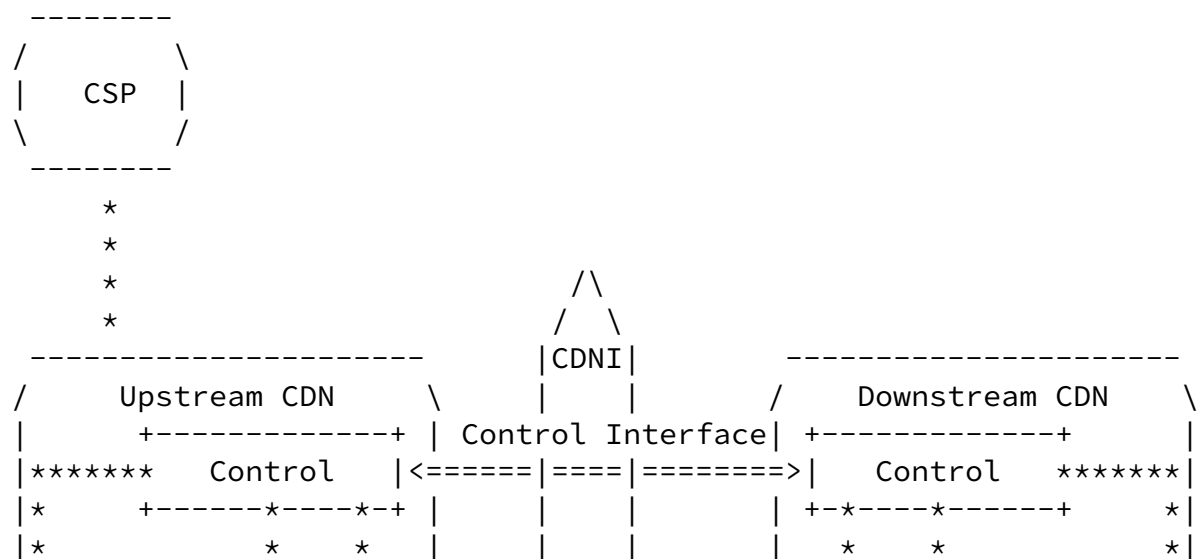 CSP
|CDNI|
Upstream CDN Downstream CDN
Control Interface
Control Control